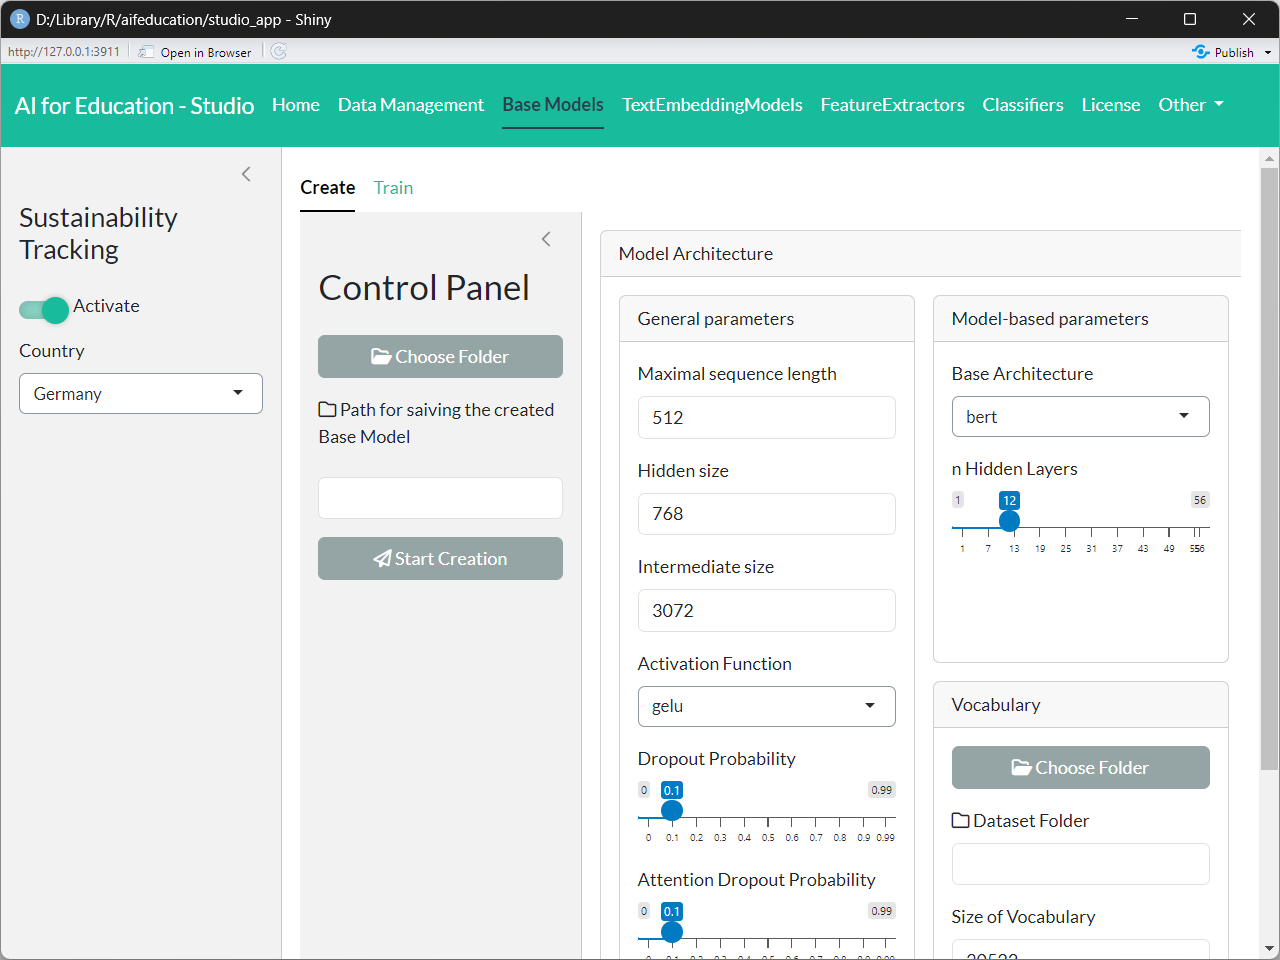 D:/Library/R/aifeducation/studio_app - Shiny
http://127.0.0.1:3911 Open in Browser Publish
AI for Education - Studio Home Data Management Base Models TextEmbeddingModels FeatureExtractors Classifiers License Other
Sustainability
Tracking
Activate
Country
Germany
Create Train
Control Panel
Choose Folder
Path for saiving the created
Base Model
Start Creation
Model Architecture
General parameters
Maximal sequence length
512
Hidden size
768
Intermediate size
3072
Activation Function
gelu
Dropout Probability
0 0.1 0.99
0 0.1 0.2 0.3 0.4 0.5 0.6 0.7 0.8 0.9 0.99
Attention Dropout Probability
0 0.1 0.99
Model-based parameters
Base Architecture
bert
n Hidden Layers
1 12 56
1 7 13 19 25 31 37 43 49 5556
Vocabulary
Choose Folder
Dataset Folder
Size of Vocabulary